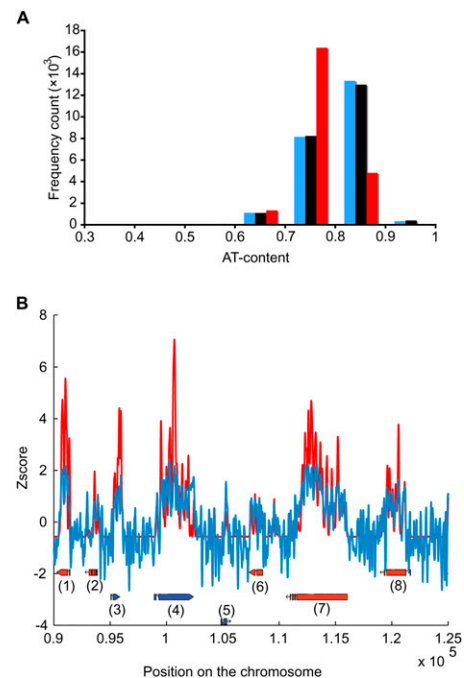 A
Frequency count (×10³)
18
16
14
12
10
8
6
4
2
0
0.3 0.4 0.5 0.6 0.7 0.8 0.9 1
AT-content
B
Zscore
8
6
4
2
0
-2
-4
(1) (2) (3) (4) (5) (6) (7) (8)
0.9 0.95 1 1.05 1.1 1.15 1.2 1.25
× 10⁵
Position on the chromosome